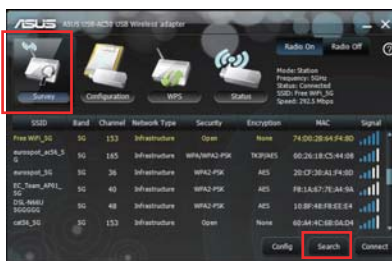 ASUS ASUS USB-AC50 USB Wireless adapter
Radio On Radio Off
Mode: Station
Frequency: 5GHz
Status: Connected
SSID: Free WiFi_5G
Speed: 292.5 Mbps
Survey Configuration WPS Status
SSID Band Channel Network Type Security Encryption MAC Signal
Free WiFi_5G 5G 153 Infrastructure Open None 74:D0:2B:64:F4:8D
eurospot_ac56_5G 5G 165 Infrastructure WPA/WPA2-PSK TKIP/AES 60:26:18:C5:44:08
eurospot_5G 5G 36 Infrastructure WPA2-PSK AES 20:CF:30:A1:F4:0D
EC_Team_AP01_5G 5G 40 Infrastructure WPA2-PSK AES F8:1A:67:7E:AA:9A
DSL-N66U 5GGGGG 5G 48 Infrastructure WPA2-PSK AES 10:BF:48:F8:EE:E4
cat56_5G 5G 153 Infrastructure Open None 60:A4:4C:6B:0A:D4
Config Search Connect